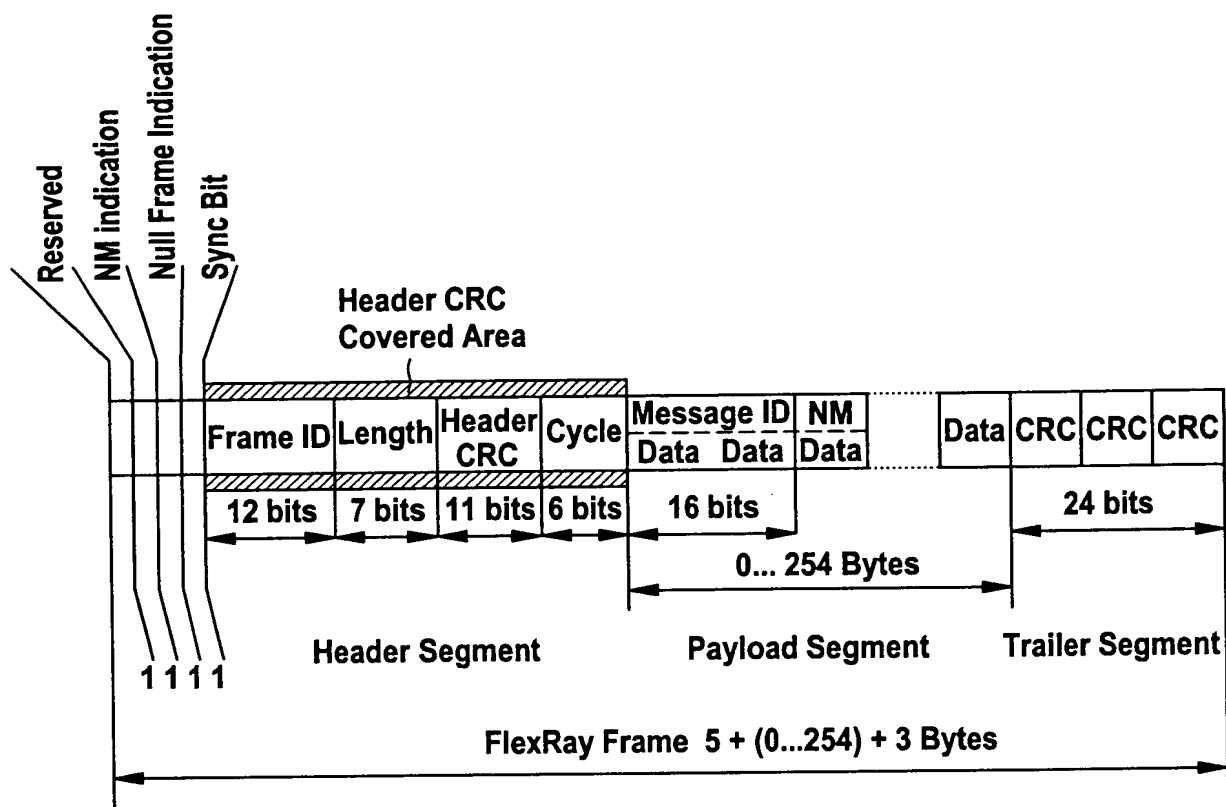 Reserved
NM indication
Null Frame Indication
Sync Bit
Header CRC
Covered Area
Frame ID
Length
Header
CRC
Cycle
Message ID
Data Data
NM
Data
Data
CRC
CRC
CRC
12 bits
7 bits
11 bits
6 bits
16 bits
24 bits
0... 254 Bytes
1 1 1 1
Header Segment
Payload Segment
Trailer Segment
FlexRay Frame 5 + (0...254) + 3 Bytes